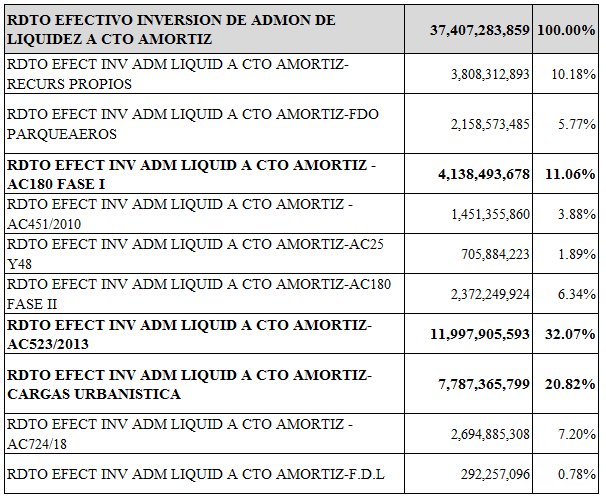 RDTO EFECTIVO INVERSION DE ADMON DE
LIQUIDEZ A CTO AMORTIZ 37,407,283,859 100.00%
RDTO EFECT INV ADM LIQUID A CTO AMORTIZ-
RECURS PROPIOS 3,808,312,893 10.18%
RDTO EFECT INV ADM LIQUID A CTO AMORTIZ-FDO
PARQUEAEROS 2,158,573,485 5.77%
RDTO EFECT INV ADM LIQUID A CTO AMORTIZ -
AC180 FASE I 4,138,493,678 11.06%
RDTO EFECT INV ADM LIQUID A CTO AMORTIZ -
AC451/2010 1,451,355,860 3.88%
RDTO EFECT INV ADM LIQUID A CTO AMORTIZ-AC25
Y48 705,884,223 1.89%
RDTO EFECT INV ADM LIQUID A CTO AMORTIZ-AC180
FASE II 2,372,249,924 6.34%
RDTO EFECT INV ADM LIQUID A CTO AMORTIZ-
AC523/2013 11,997,905,593 32.07%
RDTO EFECT INV ADM LIQUID A CTO AMORTIZ-
CARGAS URBANISTICA 7,787,365,799 20.82%
RDTO EFECT INV ADM LIQUID A CTO AMORTIZ -
AC724/18 2,694,885,308 7.20%
RDTO EFECT INV ADM LIQUID A CTO AMORTIZ-F.D.L 292,257,096 0.78%